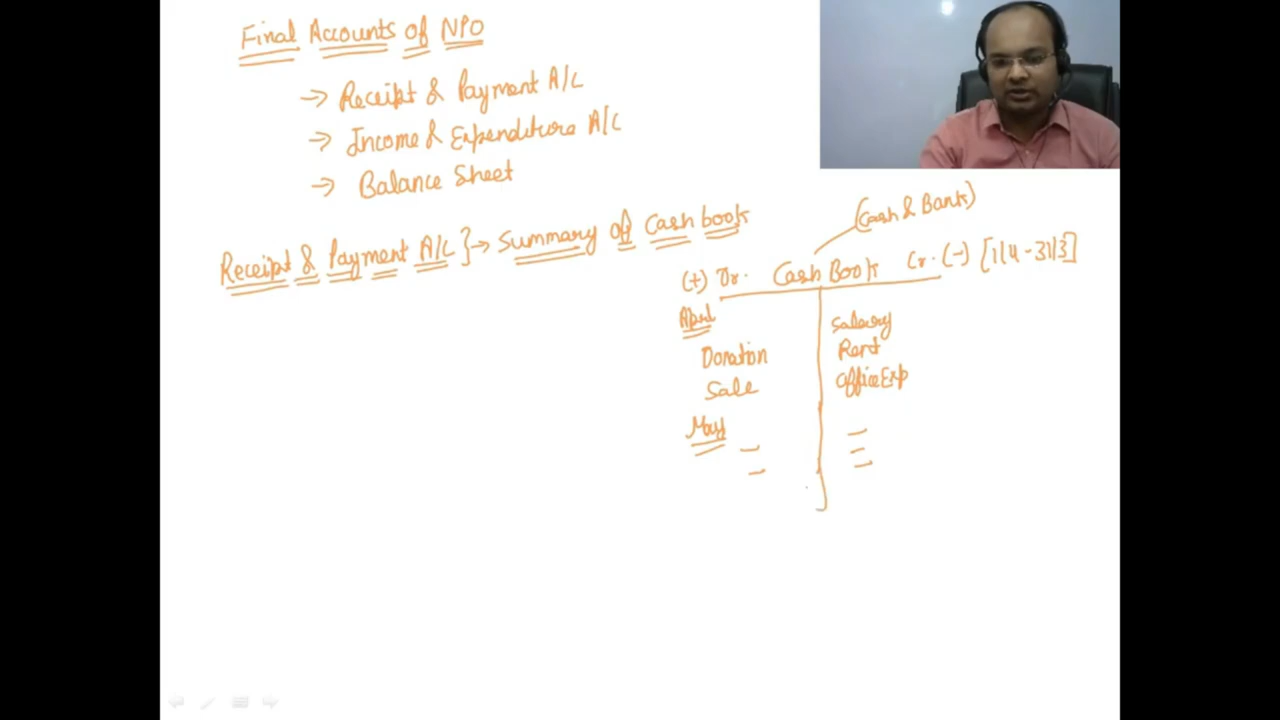 Final Accounts of NPO
→ Receipt & Payment A/C
→ Income & Expenditure A/C
→ Balance Sheet
Receipt & Payment A/C } → Summary of Cash book
(Cash & Bank)
(+) Dr. Cash Book Cr. (-) [1/4 - 31/3]
April
Salary
Donation
Rent
Sale
Office Exp
May